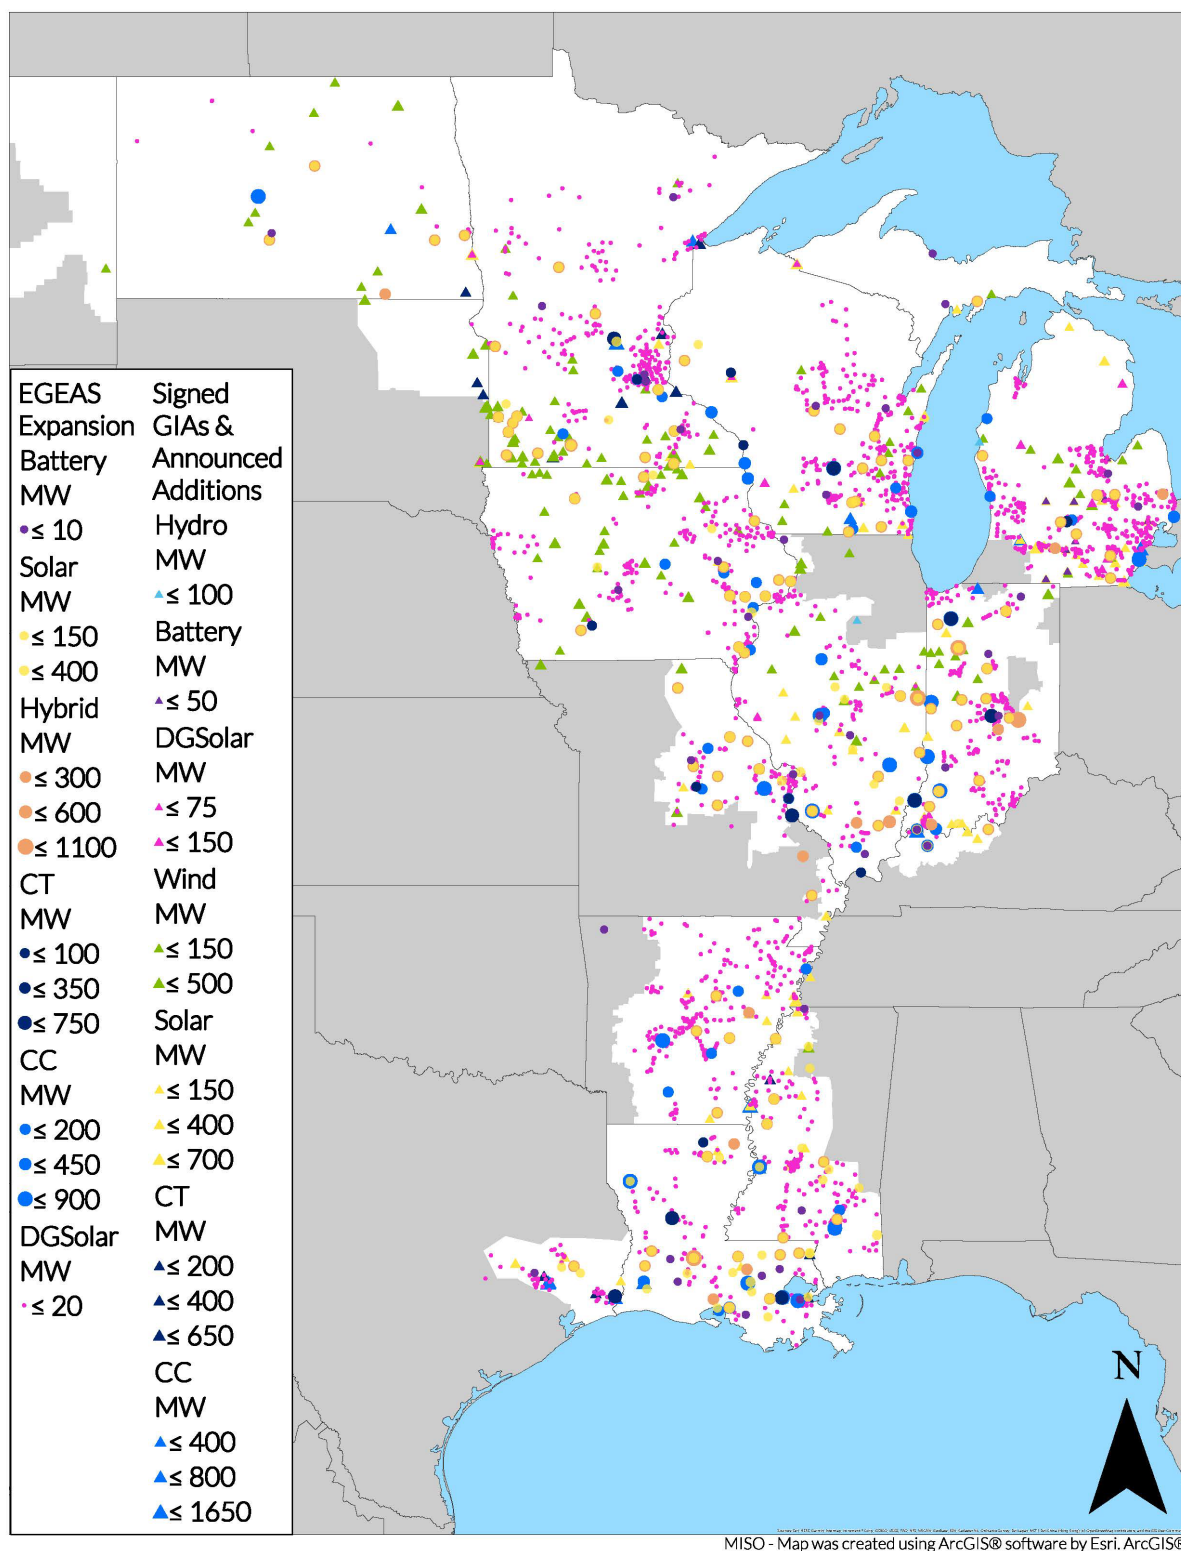 EGEAS
Expansion
Battery
MW
≤ 10
Solar
MW
≤ 150
≤ 400
Hybrid
MW
≤ 300
≤ 600
≤ 1100
CT
MW
≤ 100
≤ 350
≤ 750
CC
MW
≤ 200
≤ 450
≤ 900
DGSolar
MW
≤ 20
Signed
GIAs &
Announced
Additions
Hydro
MW
≤ 100
Battery
MW
≤ 50
DGSolar
MW
≤ 75
≤ 150
Wind
MW
≤ 150
≤ 500
Solar
MW
≤ 150
≤ 400
≤ 700
CT
MW
≤ 200
≤ 400
≤ 650
CC
MW
≤ 400
≤ 800
≤ 1650
N
MISO - Map was created using ArcGIS® software by Esri. ArcGIS®